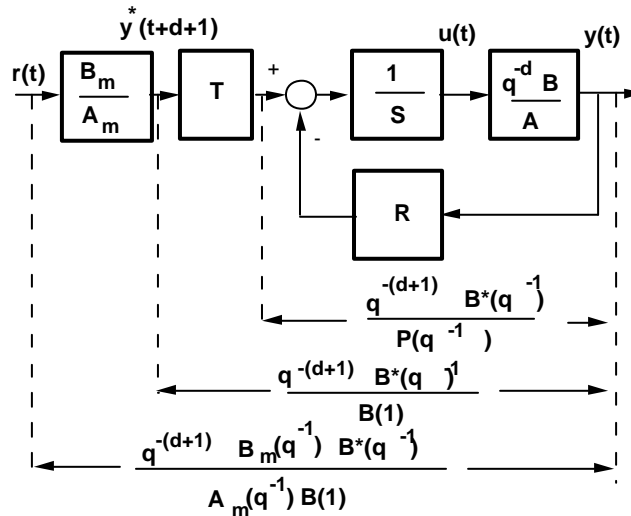 y*(t+d+1)
r(t)
u(t)
y(t)
B_m
A_m
T
+
-
1
S
q^-d B
A
R
q^-(d+1) B*(q^-1)
P(q^-1)
q^-(d+1) B*(q^-1)
B(1)
q^-(d+1) B_m(q^-1) B*(q^-1)
A_m(q^-1) B(1)